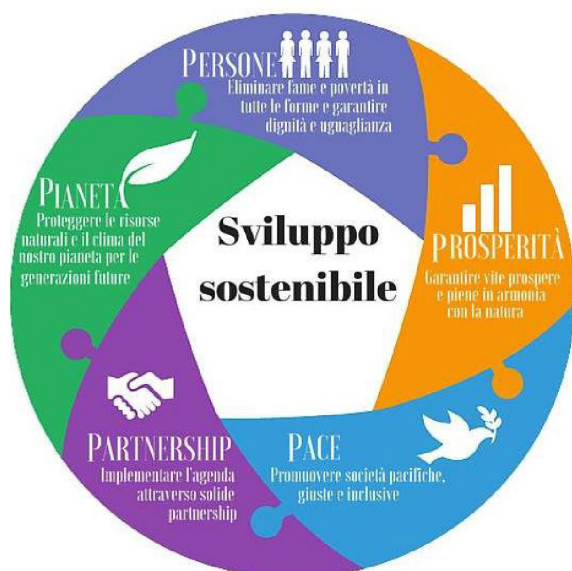 PERSONE
Eliminare fame e povertà in
tutte le forme e garantire
dignità e uguaglianza
PIANETA
Proteggere le risorse
naturali e il clima del
nostro pianeta per le
generazioni future
Sviluppo
sostenibile
PROSPERITÀ
Garantire vite prospere
e piene in armonia
con la natura
PARTNERSHIP
Implementare l'agenda
attraverso solide
partnership
PACE
Promuovere società pacifiche,
giuste e inclusive